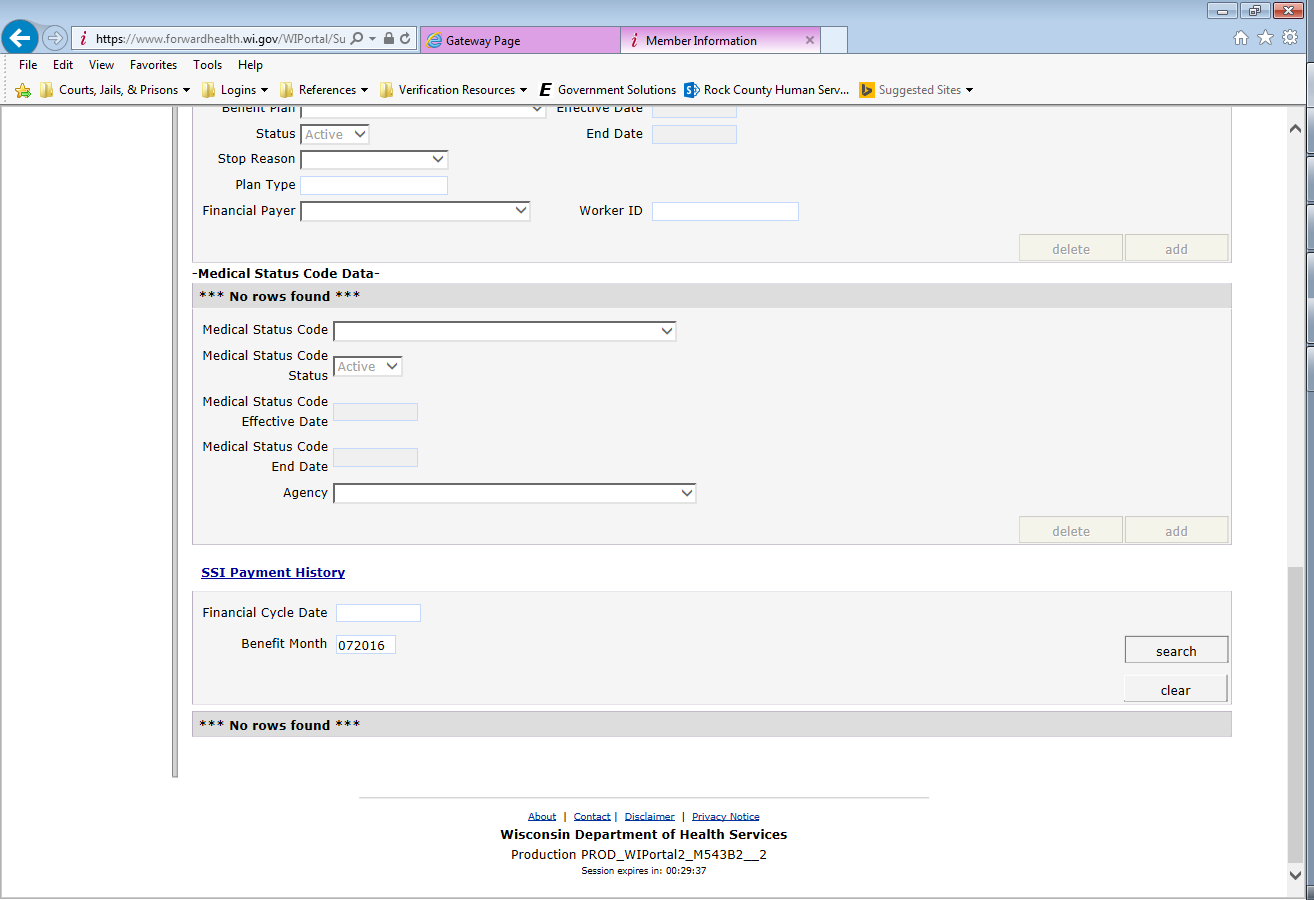 https://www.forwardhealth.wi.gov/WIPortal/Su
Gateway Page
Member Information
File Edit View Favorites Tools Help
Courts, Jails, & Prisons Logins References Verification Resources Government Solutions Rock County Human Serv... Suggested Sites
Benefit Plan Effective Date
Status Active End Date
Stop Reason
Plan Type
Financial Payer Worker ID
delete add
-Medical Status Code Data-
*** No rows found ***
Medical Status Code
Medical Status Code
Status Active
Medical Status Code
Effective Date
Medical Status Code
End Date
Agency
delete add
SSI Payment History
Financial Cycle Date
Benefit Month 072016
search
clear
*** No rows found ***
About | Contact | Disclaimer | Privacy Notice
Wisconsin Department of Health Services
Production PROD_WIPortal2_M543B2__2
Session expires in: 00:29:37